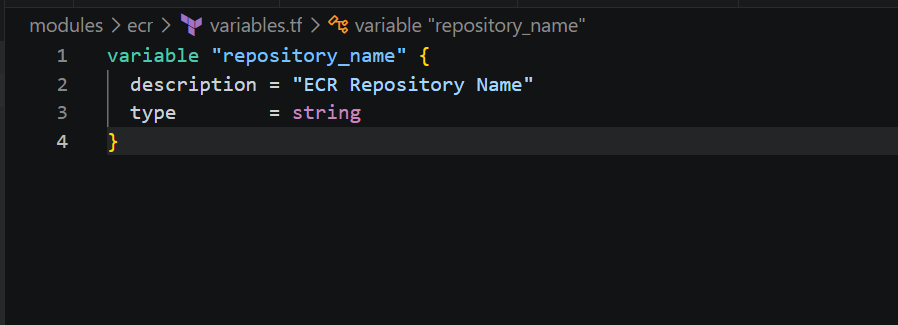 modules > ecr > variables.tf > variable "repository_name"
1 variable "repository_name" {
2 description = "ECR Repository Name"
3 type = string
4 }